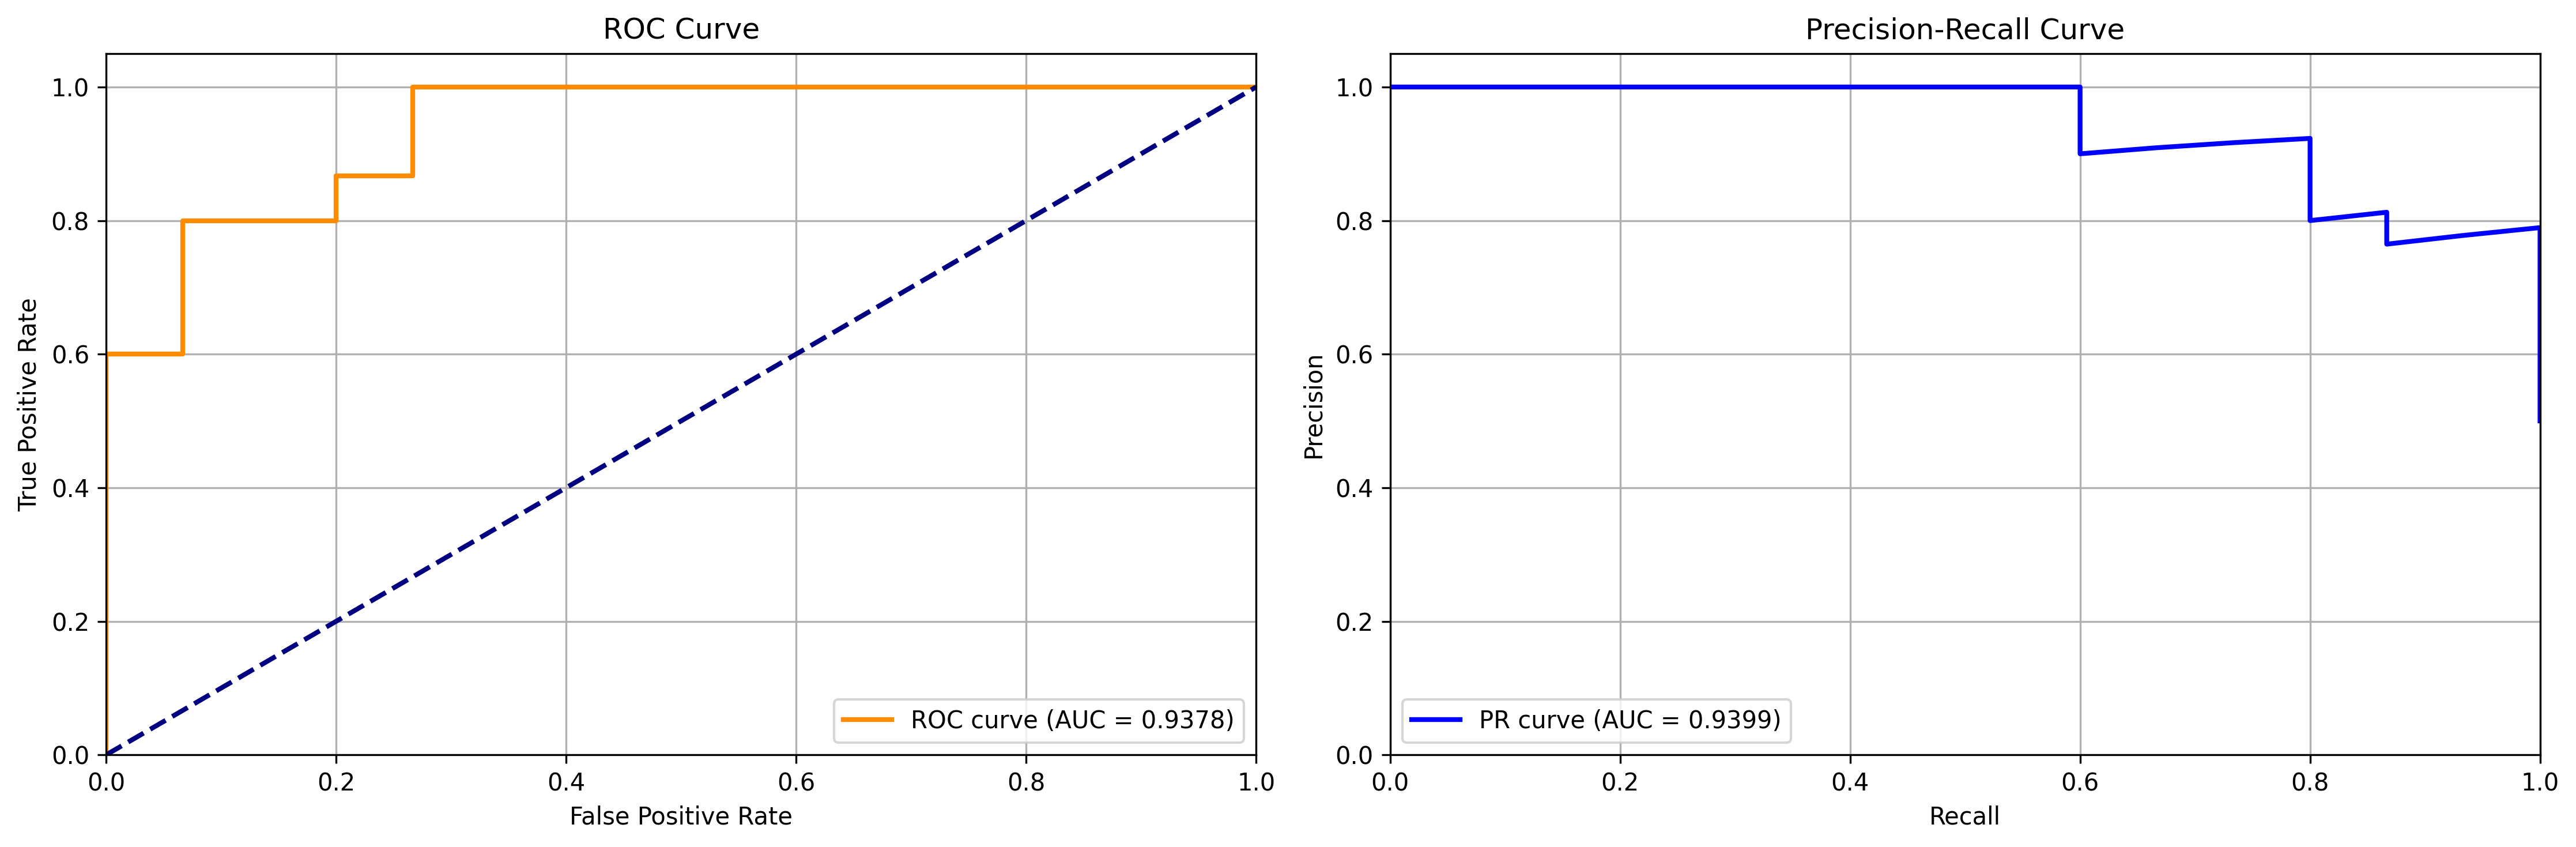 ROC Curve
True Positive Rate
1.0
0.8
0.6
0.4
0.2
0.0
ROC curve (AUC = 0.9378)
0.0 0.2 0.4 0.6 0.8 1.0
False Positive Rate
Precision-Recall Curve
Precision
1.0
0.8
0.6
0.4
0.2
0.0
PR curve (AUC = 0.9399)
0.0 0.2 0.4 0.6 0.8 1.0
Recall